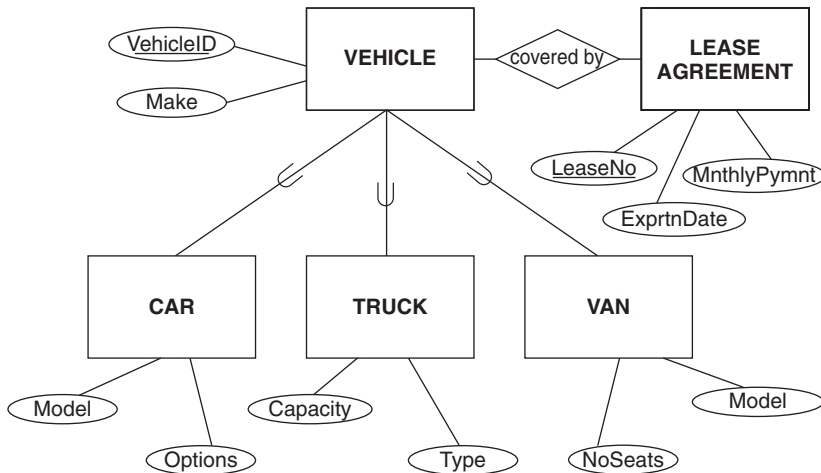 VehicleID
Make
VEHICLE
covered by
LEASE
AGREEMENT
LeaseNo
ExprtnDate
MnthlyPymnt
CAR
TRUCK
VAN
Model
Options
Capacity
Type
NoSeats
Model